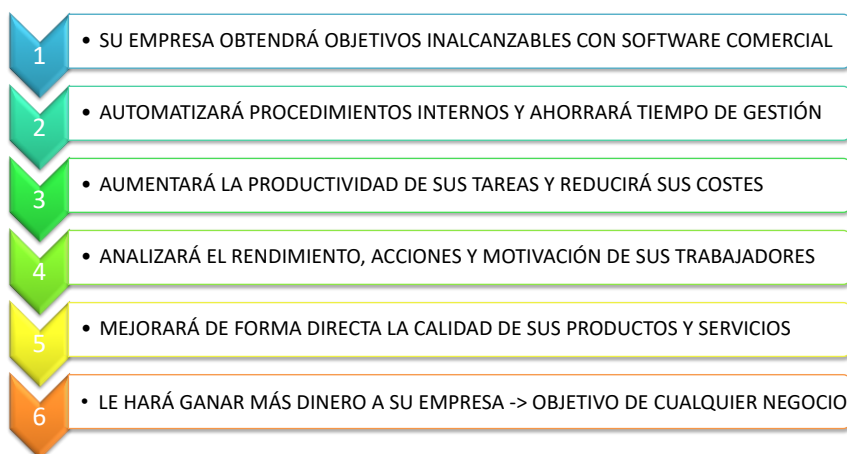 1 • SU EMPRESA OBTENDRÁ OBJETIVOS INALCANZABLES CON SOFTWARE COMERCIAL
2 • AUTOMATIZARÁ PROCEDIMIENTOS INTERNOS Y AHORRARÁ TIEMPO DE GESTIÓN
3 • AUMENTARÁ LA PRODUCTIVIDAD DE SUS TAREAS Y REDUCIRÁ SUS COSTES
4 • ANALIZARÁ EL RENDIMIENTO, ACCIONES Y MOTIVACIÓN DE SUS TRABAJADORES
5 • MEJORARÁ DE FORMA DIRECTA LA CALIDAD DE SUS PRODUCTOS Y SERVICIOS
6 • LE HARÁ GANAR MÁS DINERO A SU EMPRESA -> OBJETIVO DE CUALQUIER NEGOCIO